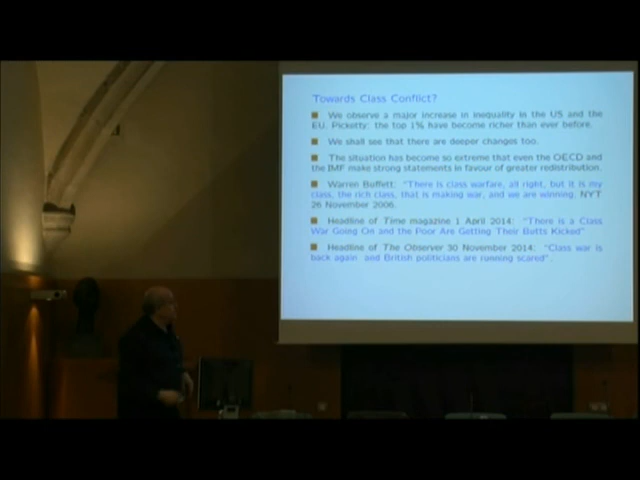 Towards Class Conflict?
We observe a major increase in inequality in the US and the
EU. Picketty: the top 1% have become richer than ever before.
We shall see that there are deeper changes too.
The situation has become so extreme that even the OECD and
the IMF make strong statements in favour of greater redistribution.
Warren Buffett: "There is class warfare, all right, but it is my
class, the rich class, that is making war, and we are winning. NYT
26 November 2006.
Headline of Time magazine 1 April 2014: "There is a Class
War Going On and the Poor Are Getting Their Butts Kicked"
Headline of The Observer 30 November 2014: "Class war is
back again and British politicians are running scared".